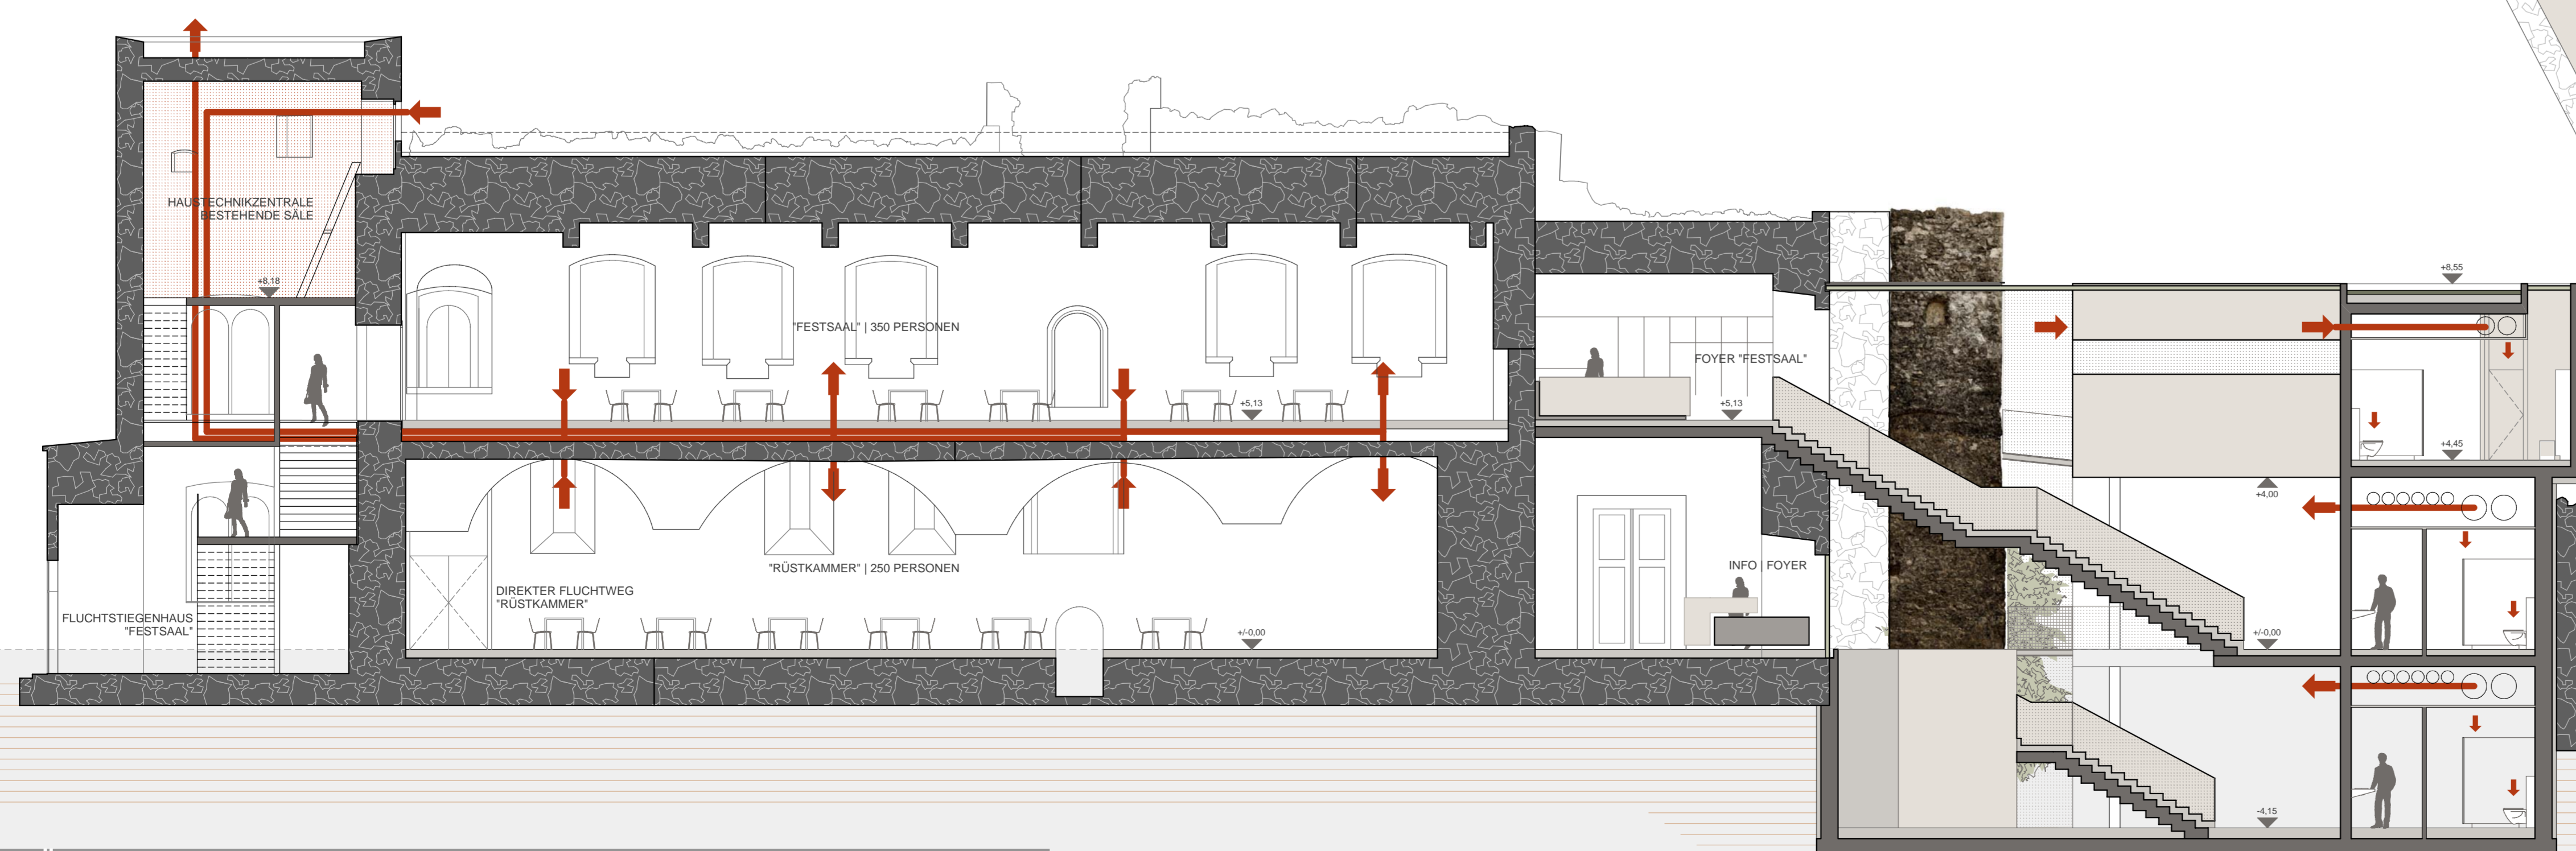 HAUSTECHNIKZENTRALE
BESTEHENDE SÄLE
+8,18
"FESTSAAL" | 350 PERSONEN
+5,13
FOYER "FESTSAAL"
+5,13
+8,55
+4,45
+4,00
"RÜSTKAMMER" | 250 PERSONEN
DIREKTER FLUCHTWEG
"RÜSTKAMMER"
FLUCHTSTIEGENHAUS
"FESTSAAL"
+/-0,00
INFO | FOYER
+/-0,00
-4,15